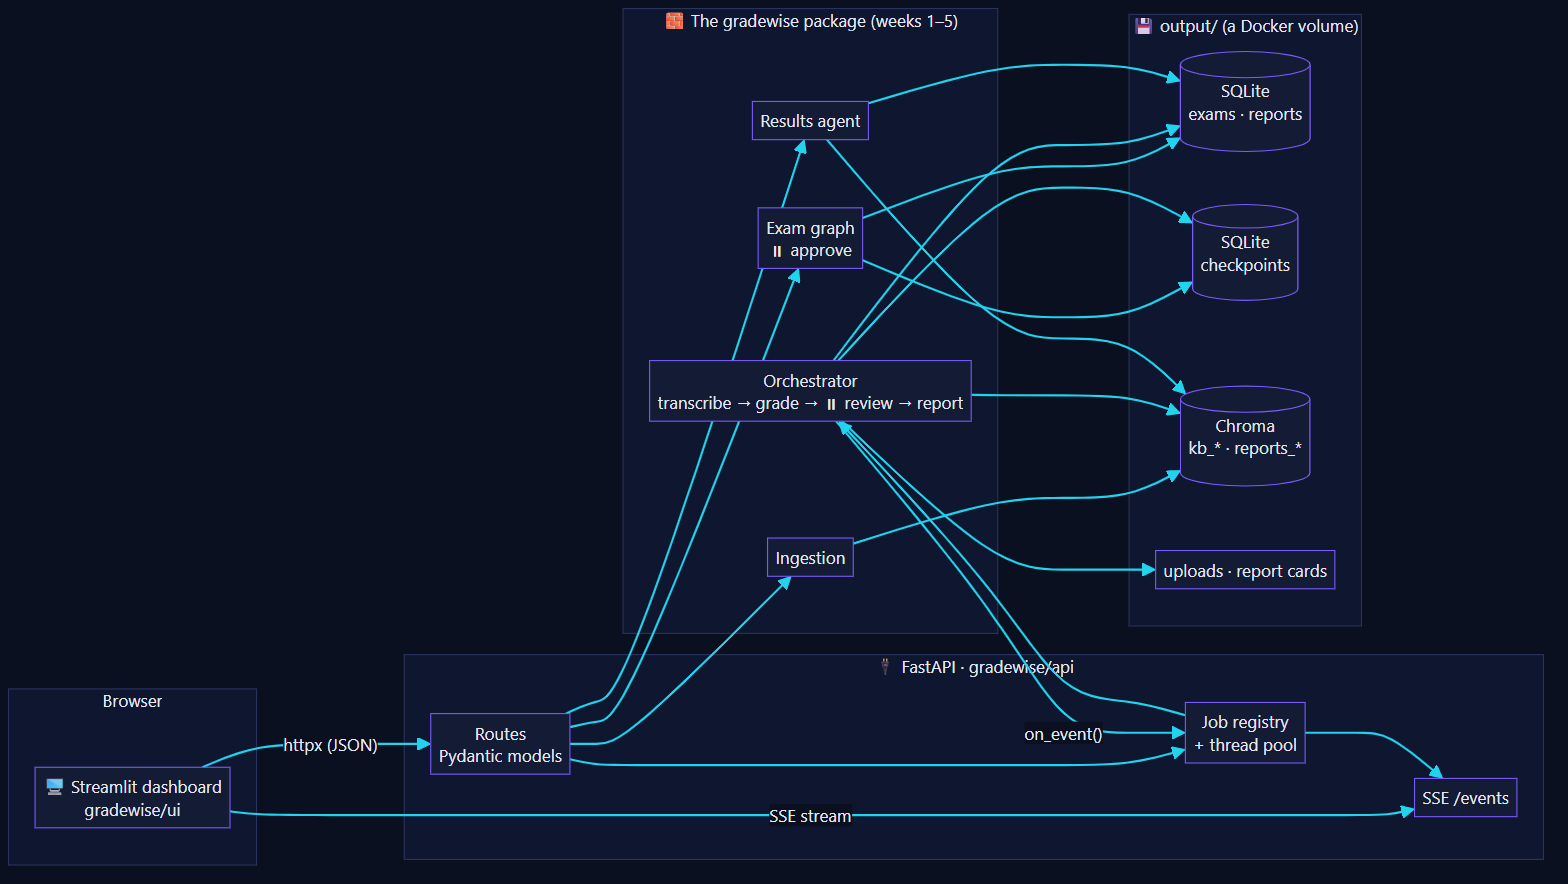 🧱 The gradewise package (weeks 1–5)
💾 output/ (a Docker volume)
Results agent
SQLite
exams · reports
Exam graph
⏸ approve
SQLite
checkpoints
Orchestrator
transcribe → grade → ⏸ review → report
Chroma
kb_* · reports_*
Ingestion
uploads · report cards
🔌 FastAPI · gradewise/api
Browser
Routes
Pydantic models
httpx (JSON)
on_event()
Job registry
+ thread pool
🖥️ Streamlit dashboard
gradewise/ui
SSE stream
SSE /events